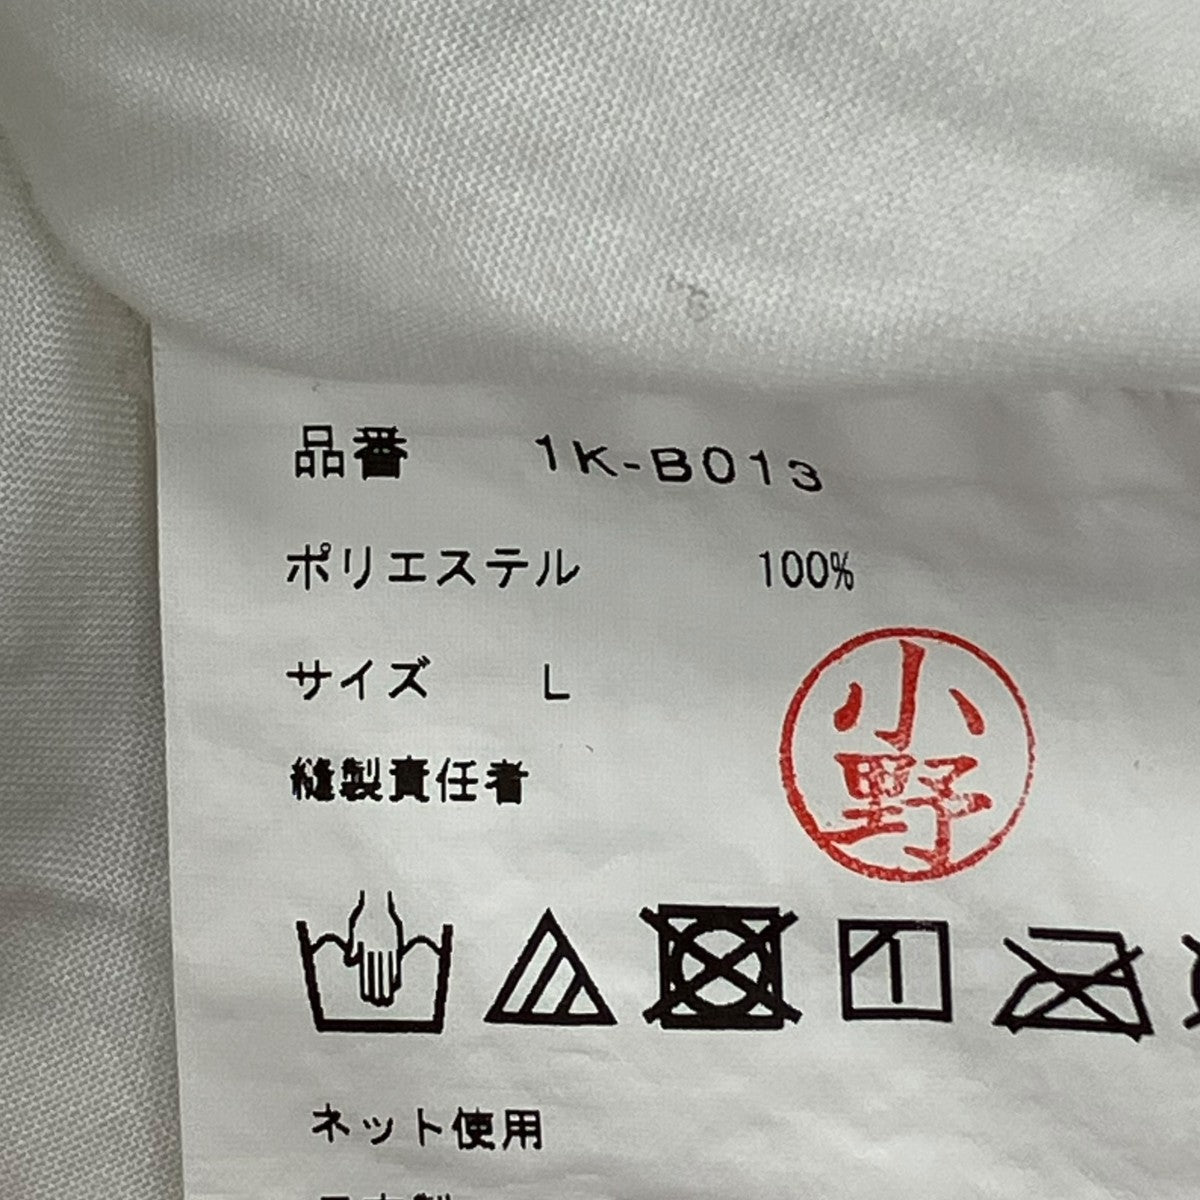 品番 1K-B013
ポリエステル 100%
サイズ L
縫製責任者
小野
ネット使用